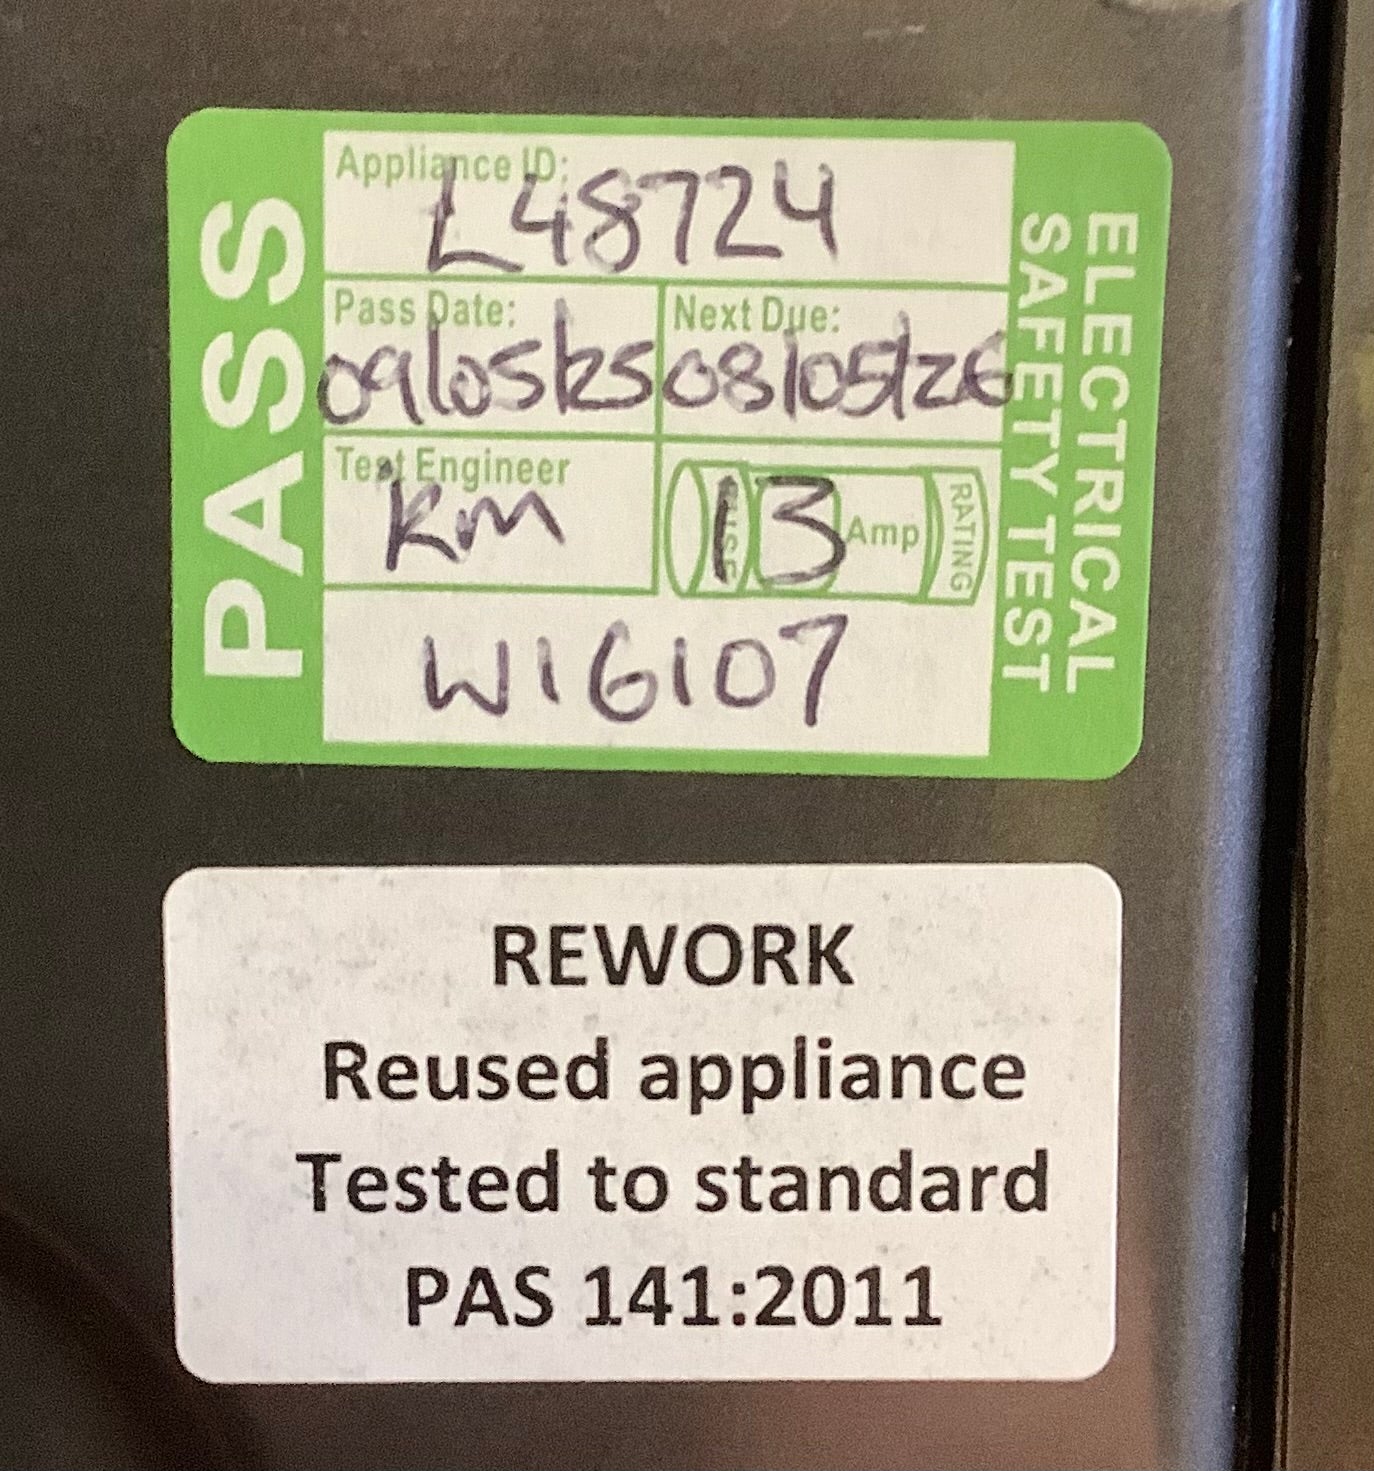 PASS
Appliance ID:
L48724
Pass Date:
09/05/25
Next Due:
08/05/26
Test Engineer
KM
FUSE
13
Amp
RATING
W16107
ELECTRICAL
SAFETY TEST
REWORK
Reused appliance
Tested to standard
PAS 141:2011